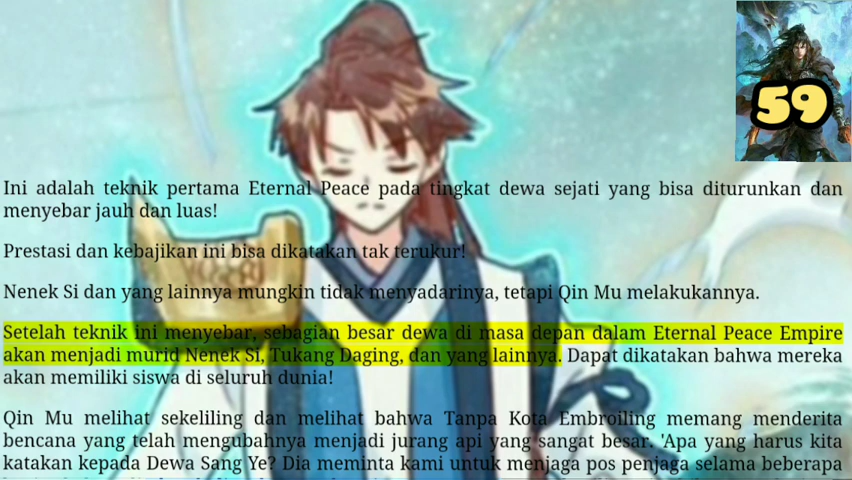 59
Ini adalah teknik pertama Eternal Peace pada tingkat dewa sejati yang bisa diturunkan dan
menyebar jauh dan luas!
Prestasi dan kebajikan ini bisa dikatakan tak terukur!
Nenek Si dan yang lainnya mungkin tidak menyadarinya, tetapi Qin Mu melakukannya.
Setelah teknik ini menyebar, sebagian besar dewa di masa depan dalam Eternal Peace Empire
akan menjadi murid Nenek Si, Tukang Daging, dan yang lainnya. Dapat dikatakan bahwa mereka
akan memiliki siswa di seluruh dunia!
Qin Mu melihat sekeliling dan melihat bahwa Tanpa Kota Embroiling memang menderita
bencana yang telah mengubahnya menjadi jurang api yang sangat besar. 'Apa yang harus kita
katakan kepada Dewa Sang Ye? Dia meminta kami untuk menjaga pos penjaga selama beberapa